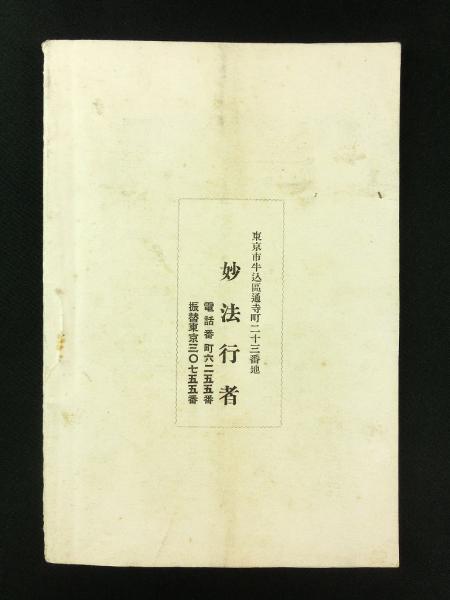 東京市牛込區通寺町二十三番地
妙法行者
電話番町六二五五番
振替東京三〇七五五番